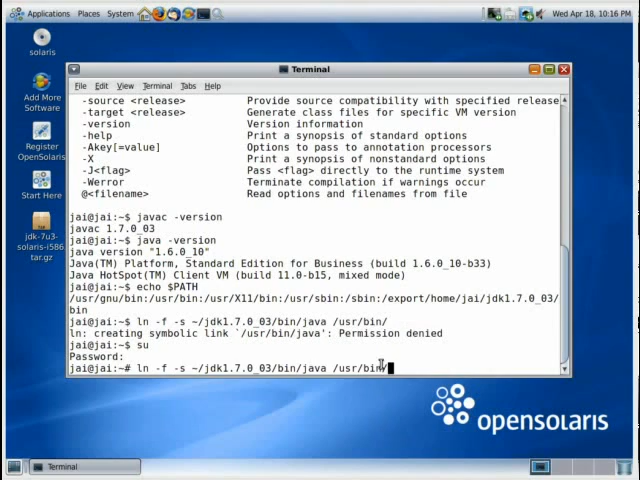 Applications Places System
Wed Apr 18, 10:16 PM
solaris
Add More
Software
Register
OpenSolaris
Start Here
jdk-7u3-
solaris-i586.
tar.gz
Terminal
File Edit View Terminal Tabs Help
-source <release> Provide source compatibility with specified release
-target <release> Generate class files for specific VM version
-version Version information
-help Print a synopsis of standard options
-Akey[=value] Options to pass to annotation processors
-X Print a synopsis of nonstandard options
-J<flag> Pass <flag> directly to the runtime system
-Werror Terminate compilation if warnings occur
@<filename> Read options and filenames from file
jai@jai:~$ javac -version
javac 1.7.0_03
jai@jai:~$ java -version
java version "1.6.0_10"
Java(TM) Platform, Standard Edition for Business (build 1.6.0_10-b33)
Java HotSpot(TM) Client VM (build 11.0-b15, mixed mode)
jai@jai:~$ echo $PATH
/usr/gnu/bin:/usr/bin:/usr/X11/bin:/usr/sbin:/sbin:/export/home/jai/jdk1.7.0_03/
bin
jai@jai:~$ ln -f -s ~/jdk1.7.0_03/bin/java /usr/bin/
ln: creating symbolic link `/usr/bin/java': Permission denied
jai@jai:~$ su
Password:
jai@jai:~# ln -f -s ~/jdk1.7.0_03/bin/java /usr/bin/
opensolaris
Terminal